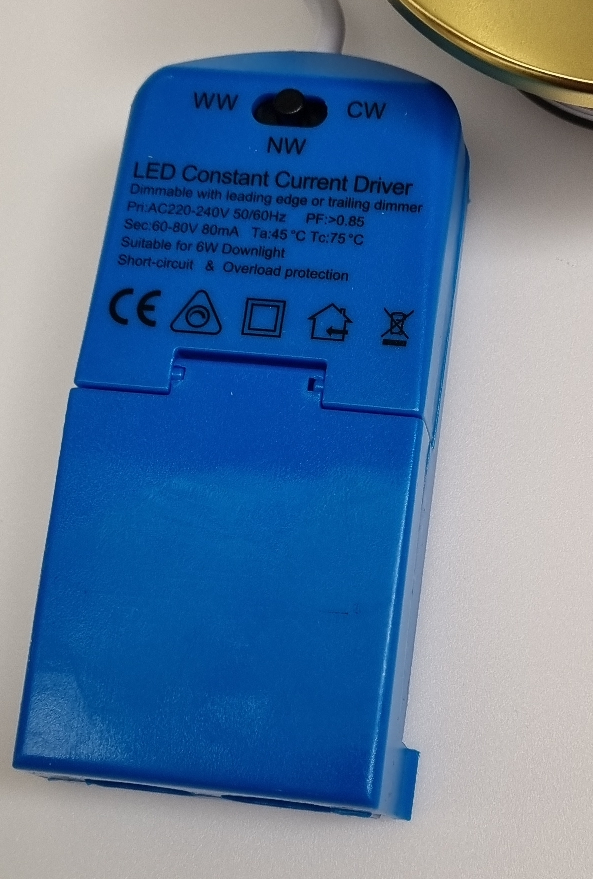 WW CW
NW
LED Constant Current Driver
Dimmable with leading edge or trailing dimmer
Pri:AC220-240V 50/60Hz PF:>0.85
Sec:60-80V 80mA Ta:45°C Tc:75°C
Suitable for 6W Downlight
Short-circuit & Overload protection
CE